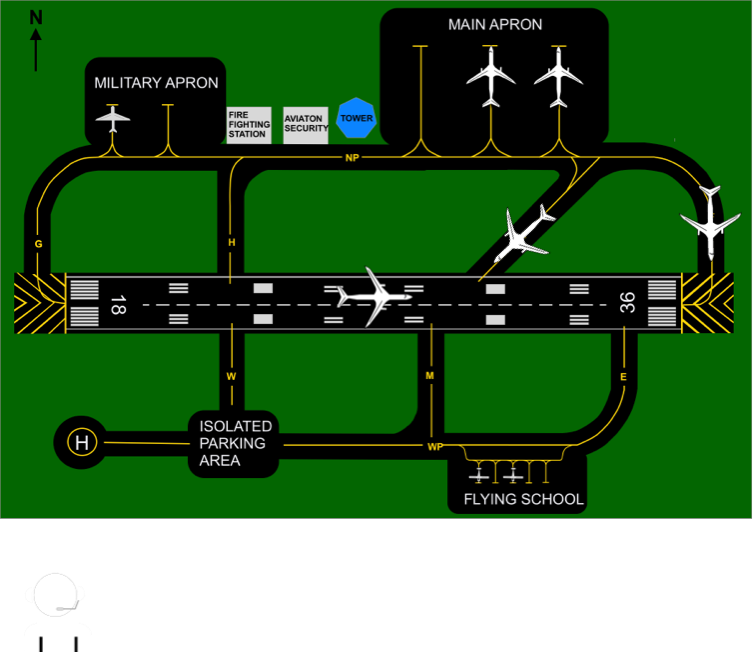 N
MAIN APRON
MILITARY APRON
FIRE
FIGHTING
STATION
AVIATON
SECURITY
TOWER
NP
G
H
18
36
W
M
E
ISOLATED
PARKING
AREA
H
WP
FLYING SCHOOL